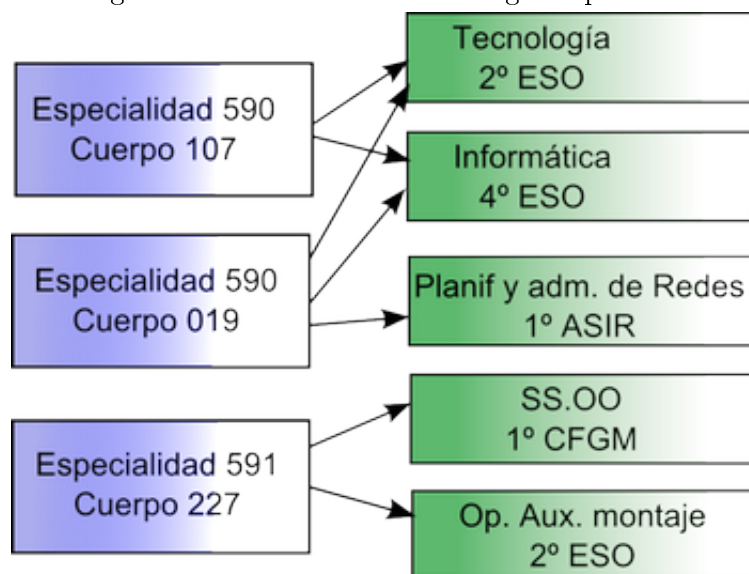 Especialidad 590
Cuerpo 107
Especialidad 590
Cuerpo 019
Especialidad 591
Cuerpo 227
Tecnología
2º ESO
Informática
4º ESO
Planif y adm. de Redes
1º ASIR
SS.OO
1º CFGM
Op. Aux. montaje
2º ESO